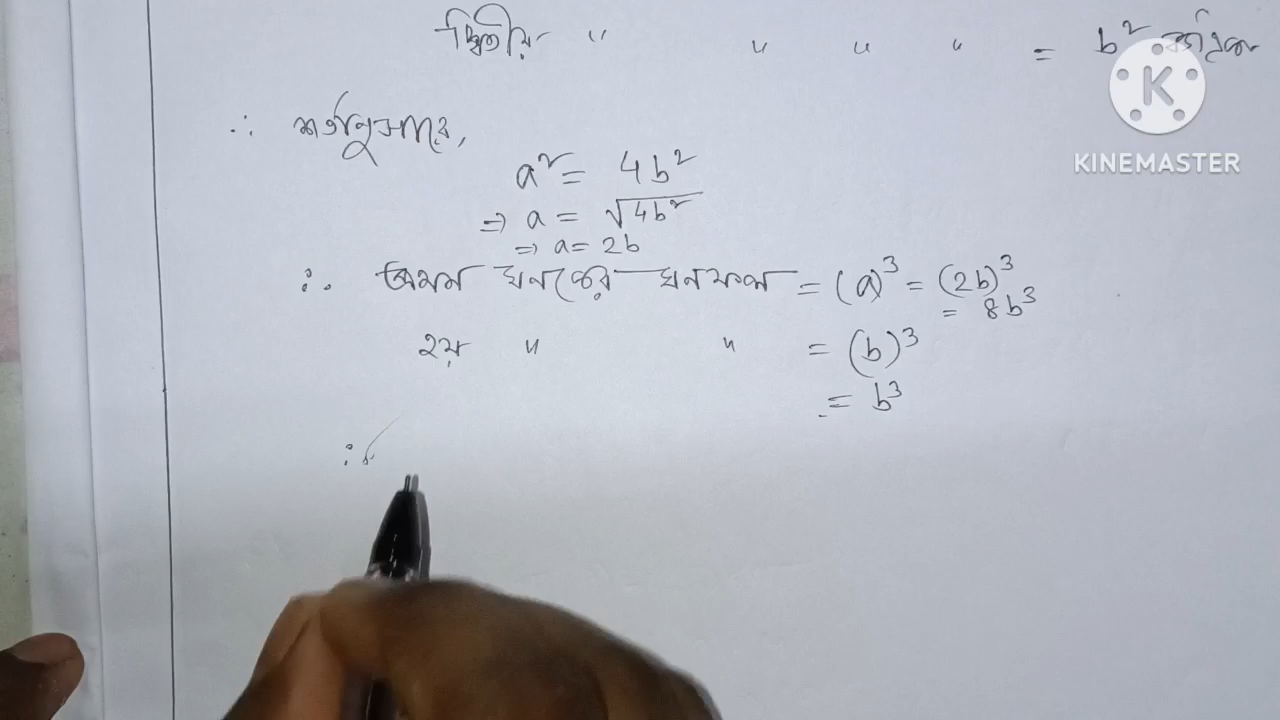 দ্বিতীয় " " " " = b² বর্গএকক
∴ শর্তানুসারে,
a² = 4b²
⇒ a = √4b²
⇒ a = 2b
∴ প্রথম ঘনকের ঘনফল = (a)³ = (2b)³
= 8b³
২য় " " = (b)³
= b³
∴
K
KINEMASTER